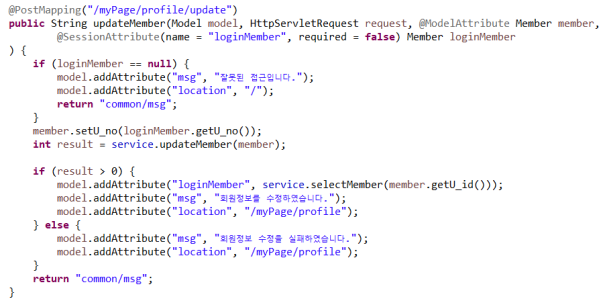 @PostMapping("/myPage/profile/update")
public String updateMember(Model model, HttpServletRequest request, @ModelAttribute Member member,
@SessionAttribute(name = "loginMember", required = false) Member loginMember
) {
if (loginMember == null) {
model.addAttribute("msg", "잘못된 접근입니다.");
model.addAttribute("location", "/");
return "common/msg";
}
member.setU_no(loginMember.getU_no());
int result = service.updateMember(member);
if (result > 0) {
model.addAttribute("loginMember", service.selectMember(member.getU_id()));
model.addAttribute("msg", "회원정보를 수정하였습니다.");
model.addAttribute("location", "/myPage/profile");
} else {
model.addAttribute("msg", "회원정보 수정을 실패하였습니다.");
model.addAttribute("location", "/myPage/profile");
}
return "common/msg";
}